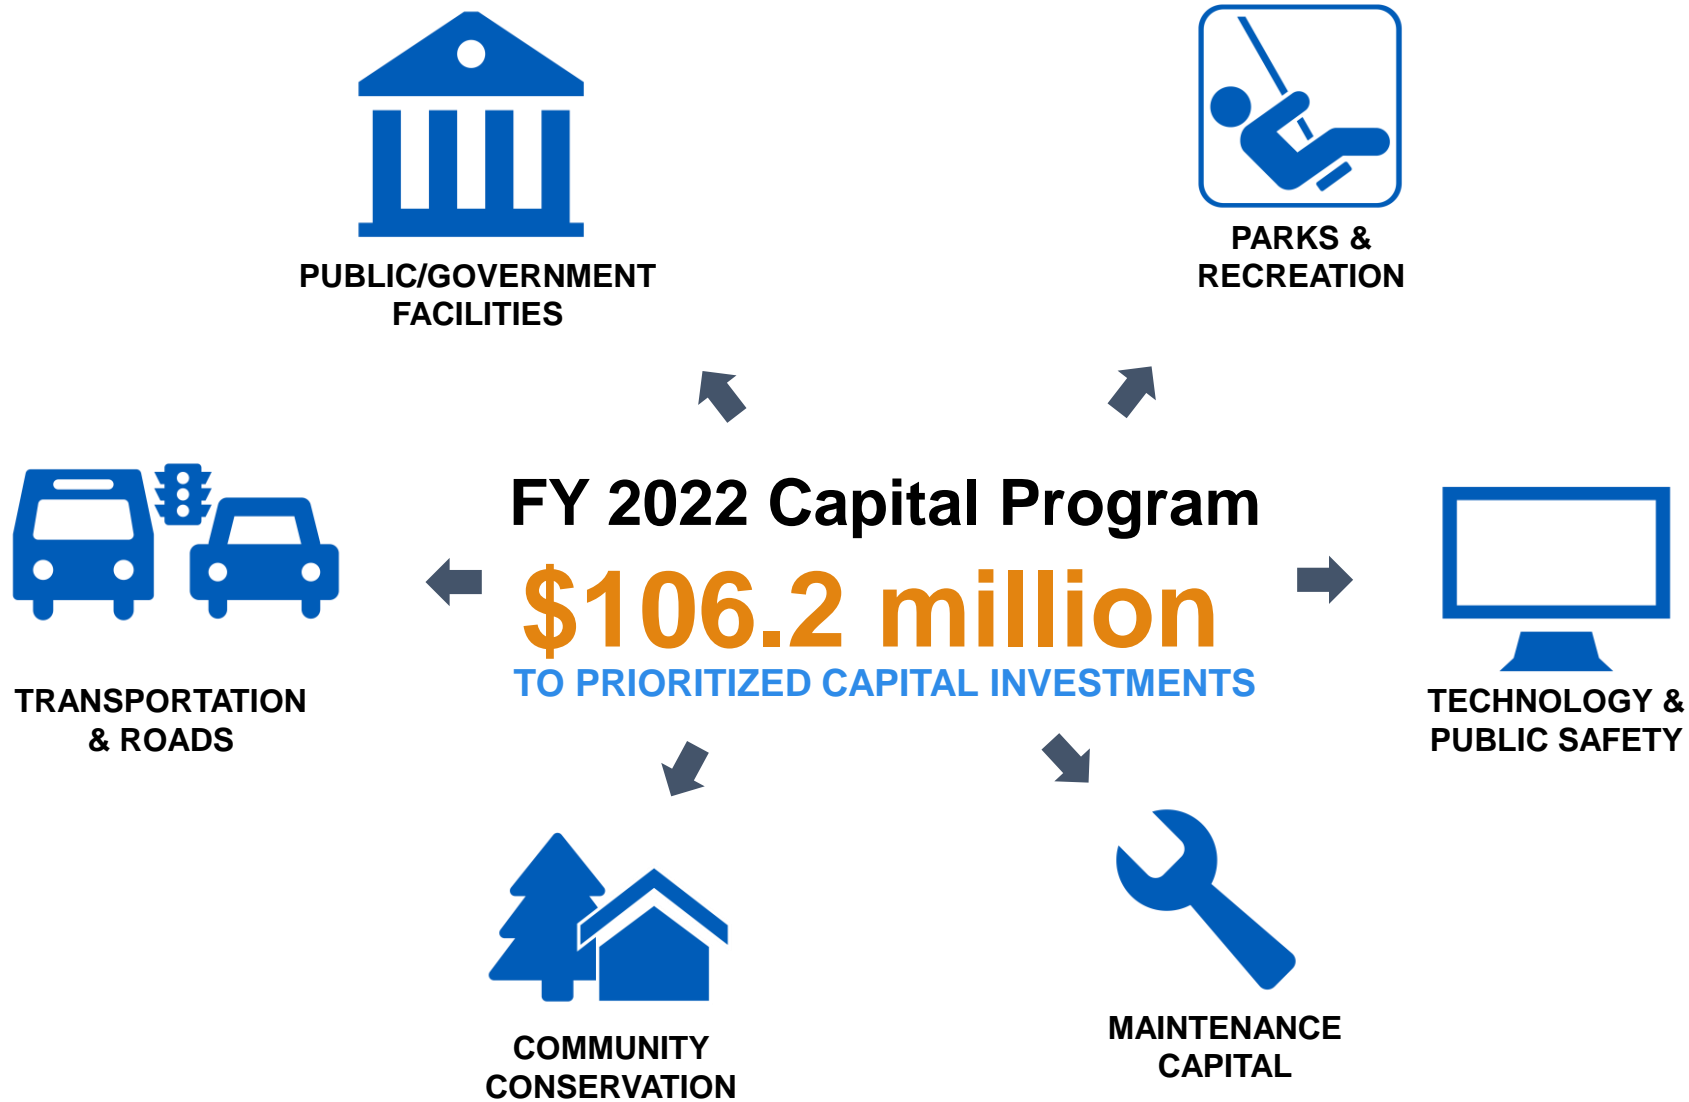 PUBLIC/GOVERNMENT
FACILITIES
PARKS &
RECREATION
FY 2022 Capital Program
$106.2 million
TO PRIORITIZED CAPITAL INVESTMENTS
TRANSPORTATION
& ROADS
TECHNOLOGY &
PUBLIC SAFETY
COMMUNITY
CONSERVATION
MAINTENANCE
CAPITAL